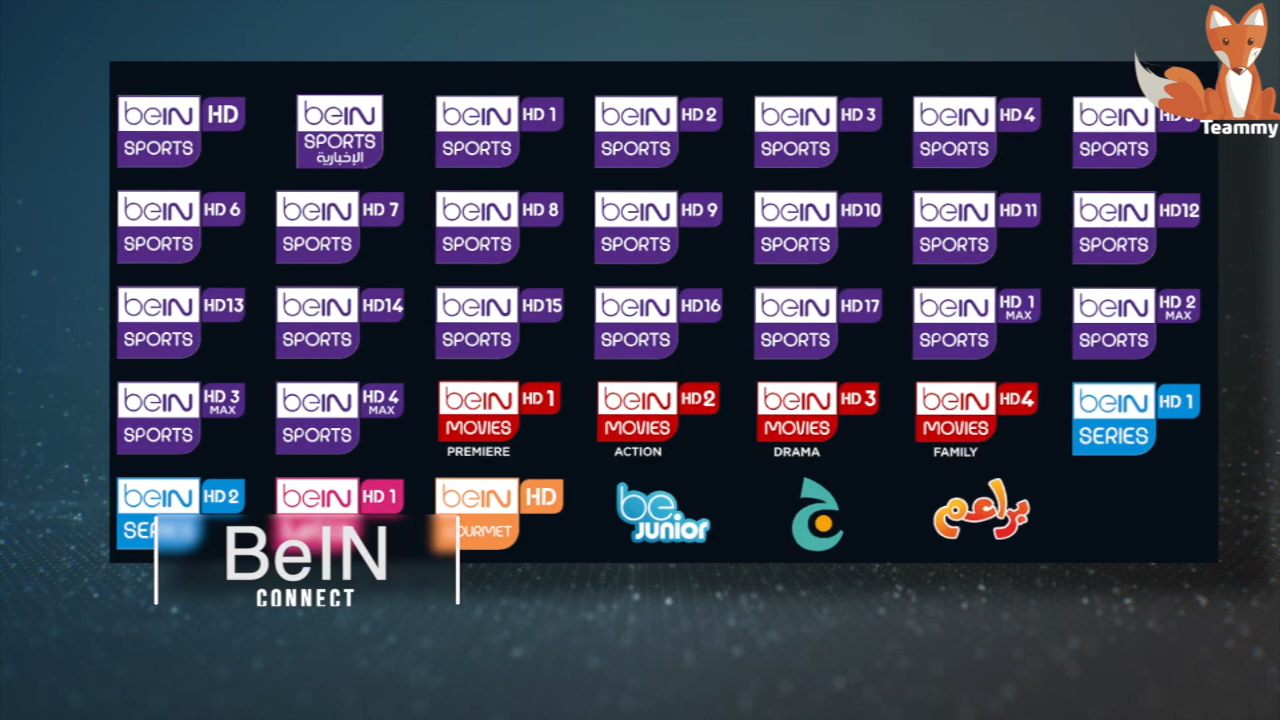 beIN HD
SPORTS
beIN
SPORTS
الإخبارية
beIN HD 1
SPORTS
beIN HD 2
SPORTS
beIN HD 3
SPORTS
beIN HD 4
SPORTS
beIN
SPORTS
Teammy
beIN HD 6
SPORTS
beIN HD 7
SPORTS
beIN HD 8
SPORTS
beIN HD 9
SPORTS
beIN HD10
SPORTS
beIN HD 11
SPORTS
beIN HD12
SPORTS
beIN HD13
SPORTS
beIN HD14
SPORTS
beIN HD15
SPORTS
beIN HD16
SPORTS
beIN HD17
SPORTS
beIN HD 1
MAX
SPORTS
beIN HD 2
MAX
SPORTS
beIN HD 3
MAX
SPORTS
beIN HD 4
MAX
SPORTS
beIN HD 1
MOVIES
PREMIERE
beIN HD 2
MOVIES
ACTION
beIN HD 3
MOVIES
DRAMA
beIN HD 4
MOVIES
FAMILY
beIN HD 1
SERIES
beIN HD 2
beIN HD 1
beIN HD
be
junior
ج
براعم
BeIN
CONNECT